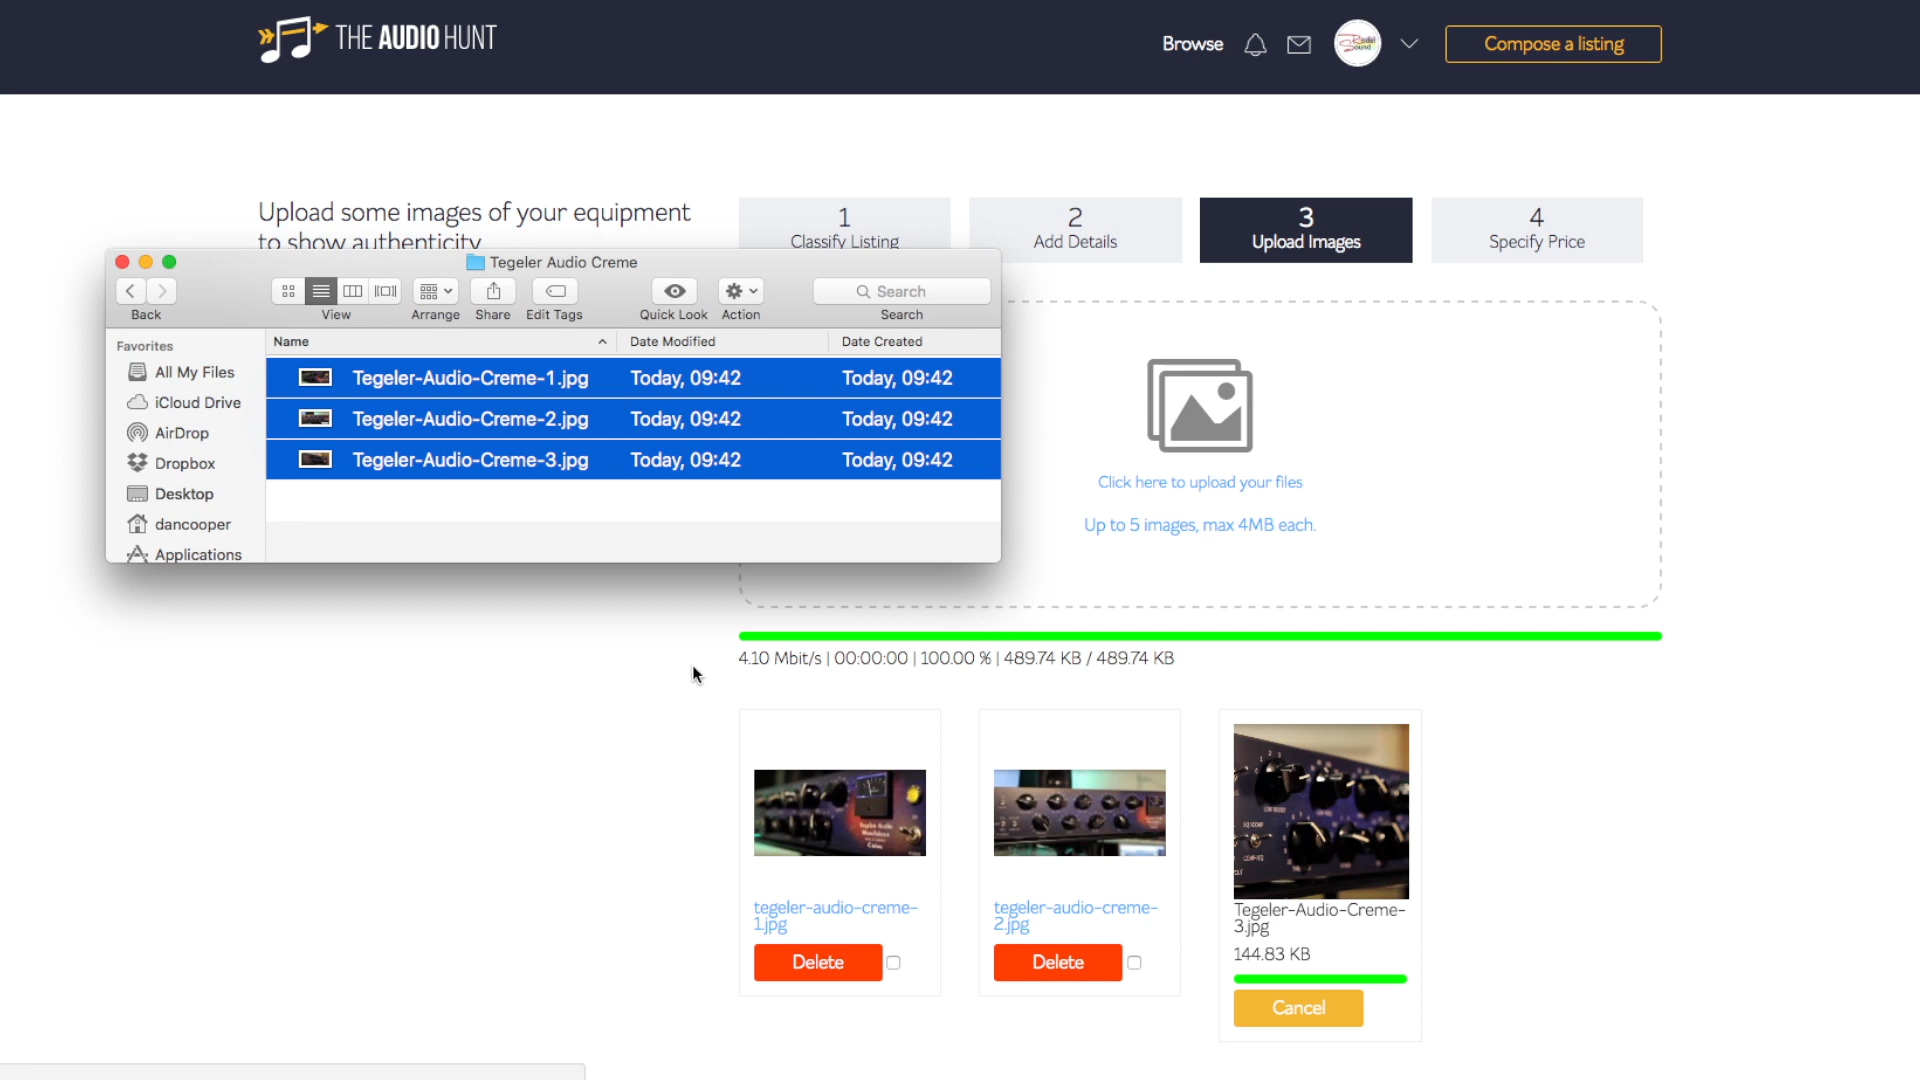 THE AUDIO HUNT
Browse
Compose a listing
Upload some images of your equipment
to show authenticity
1
Classify Listing
2
Add Details
3
Upload Images
4
Specify Price
Tegeler Audio Creme
Back
View
Arrange
Share
Edit Tags
Quick Look
Action
Search
Search
Favorites
All My Files
iCloud Drive
AirDrop
Dropbox
Desktop
dancooper
Applications
Name Date Modified Date Created
Tegeler-Audio-Creme-1.jpg Today, 09:42 Today, 09:42
Tegeler-Audio-Creme-2.jpg Today, 09:42 Today, 09:42
Tegeler-Audio-Creme-3.jpg Today, 09:42 Today, 09:42
Click here to upload your files
Up to 5 images, max 4MB each.
4.10 Mbit/s | 00:00:00 | 100.00 % | 489.74 KB / 489.74 KB
tegeler-audio-creme-
1.jpg
Delete
tegeler-audio-creme-
2.jpg
Delete
Tegeler-Audio-Creme-
3.jpg
144.83 KB
Cancel